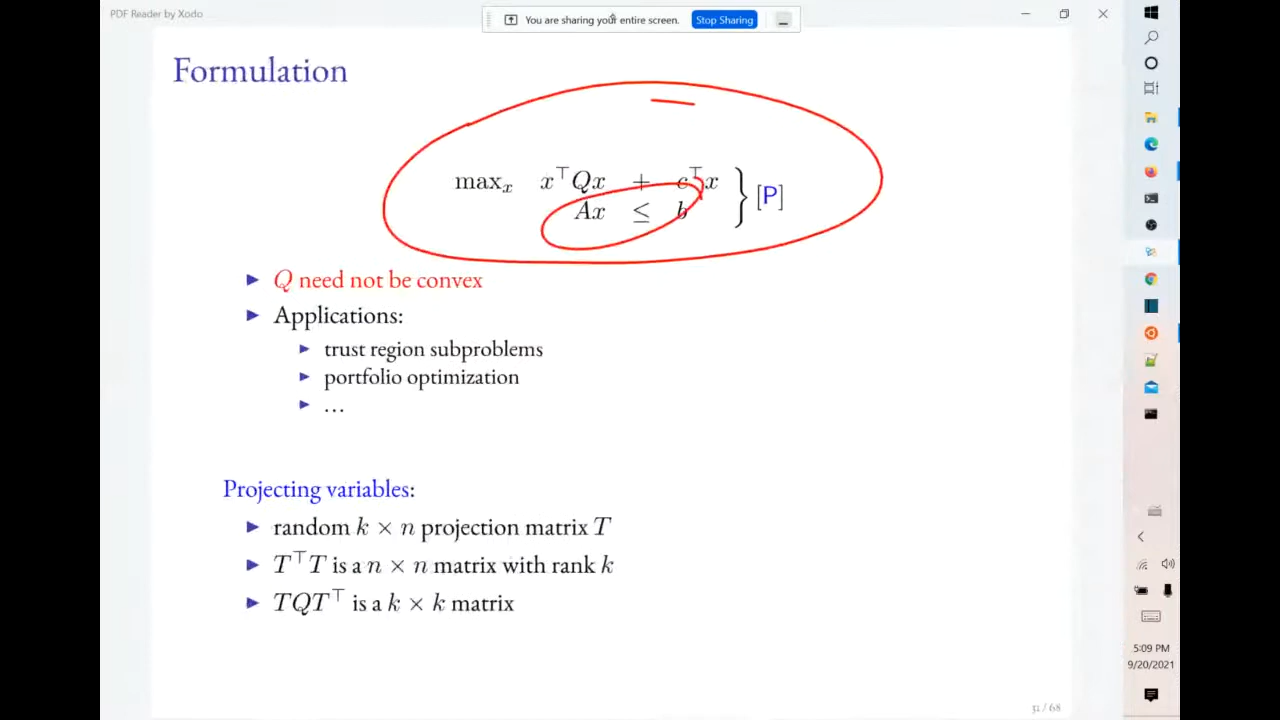 PDF Reader by Xodo
You are sharing your entire screen. Stop Sharing
Formulation
max_x x^⊤Qx + c^⊤x
Ax ≤ b } [P]
► Q need not be convex
► Applications:
► trust region subproblems
► portfolio optimization
► …
Projecting variables:
► random k × n projection matrix T
► T^⊤T is a n × n matrix with rank k
► TQT^⊤ is a k × k matrix
31 / 68
5:09 PM
9/20/2021